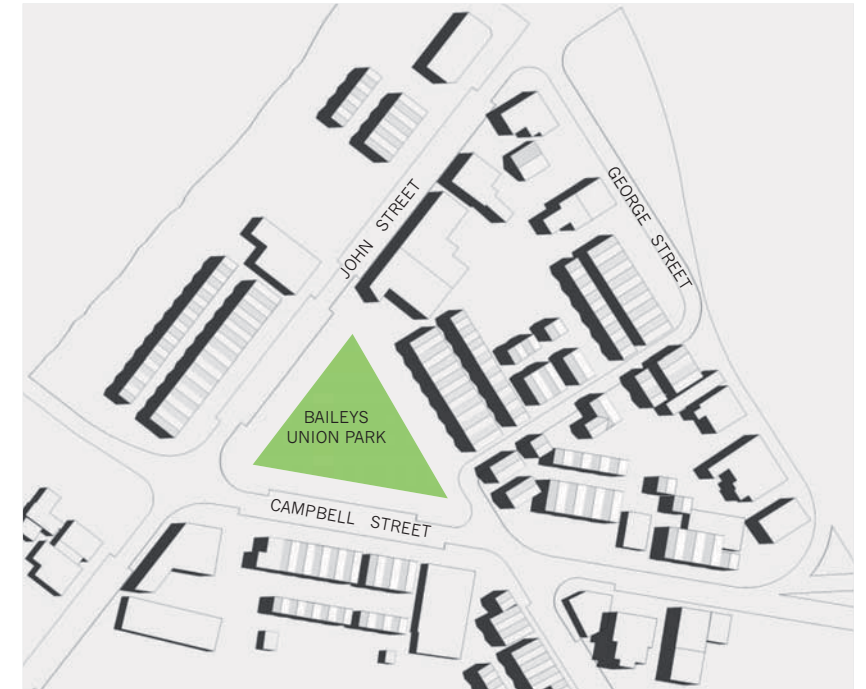 JOHN STREET
GEORGE STREET
BAILEYS
UNION PARK
CAMPBELL STREET